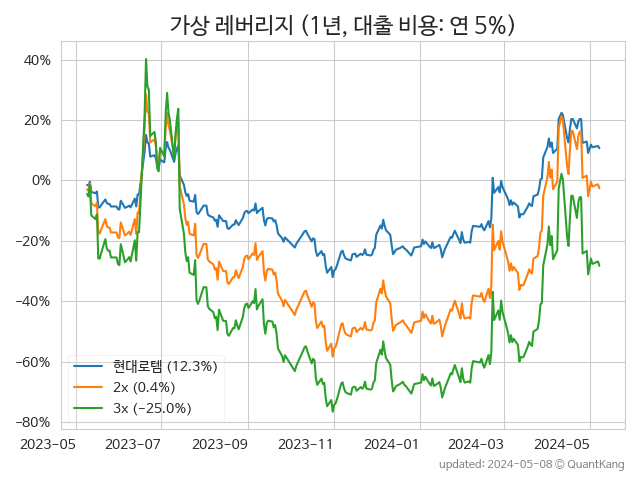 가상 레버리지 (1년, 대출 비용: 연 5%)
40%
20%
0%
−20%
−40%
−60%
−80%
현대로템 (12.3%)
2x (0.4%)
3x (−25.0%)
2023-05
2023-07
2023-09
2023-11
2024-01
2024-03
2024-05
updated: 2024-05-08 © QuantKang